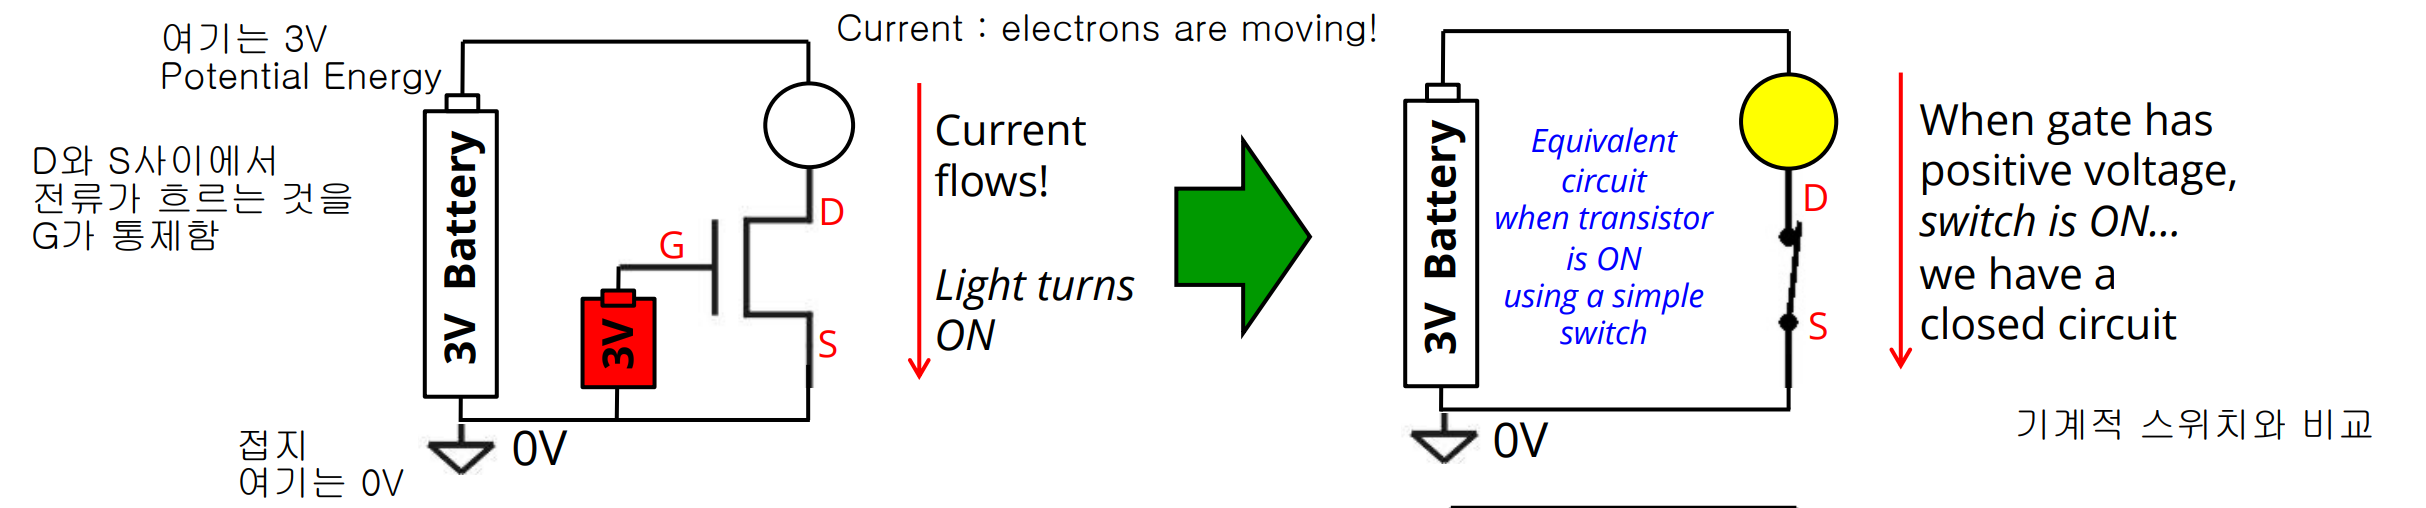 여기는 3V
Potential Energy
D와 S사이에서
전류가 흐르는 것을
G가 통제함
3V Battery
G
3V
D
S
접지
여기는 0V
0V
Current : electrons are moving!
Current
flows!
Light turns
ON
3V Battery
Equivalent
circuit
when transistor
is ON
using a simple
switch
D
S
0V
When gate has
positive voltage,
switch is ON...
we have a
closed circuit
기계적 스위치와 비교